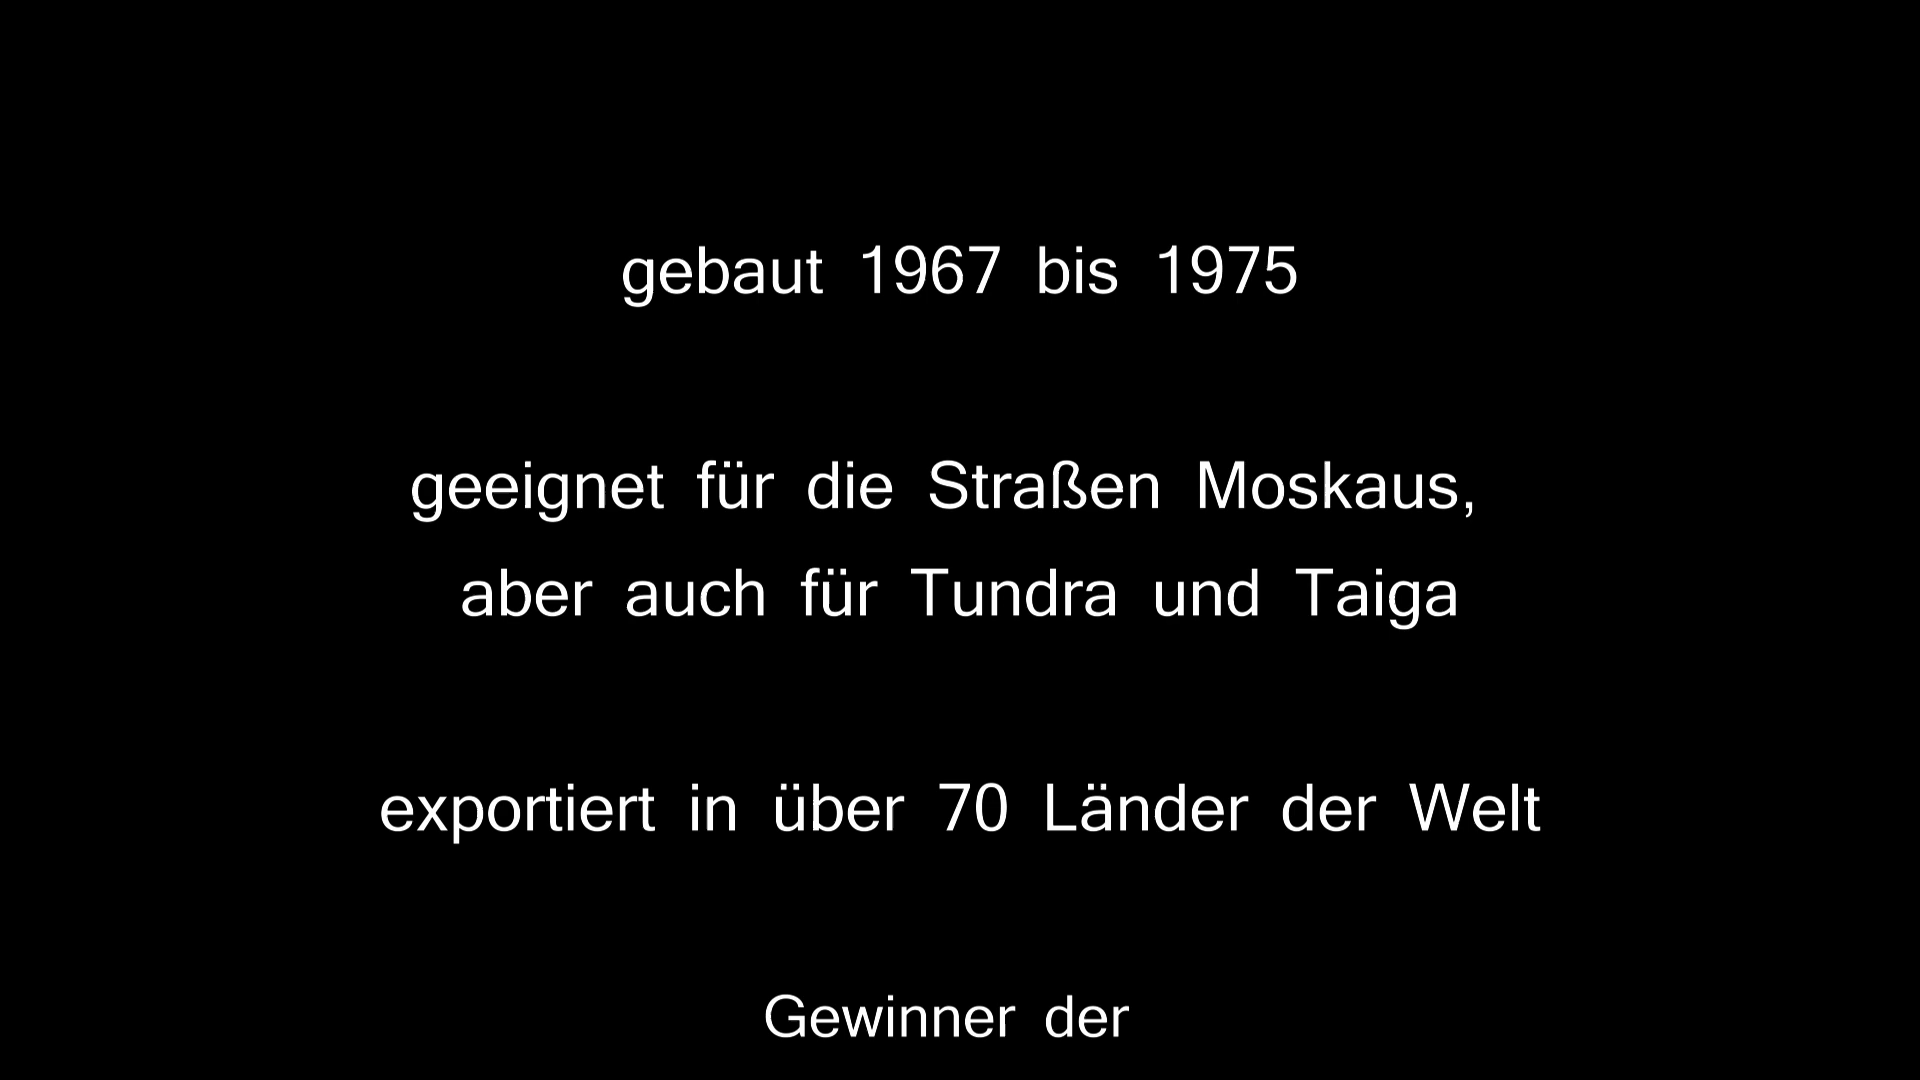 gebaut 1967 bis 1975
geeignet für die Straßen Moskaus,
aber auch für Tundra und Taiga
exportiert in über 70 Länder der Welt
Gewinner der